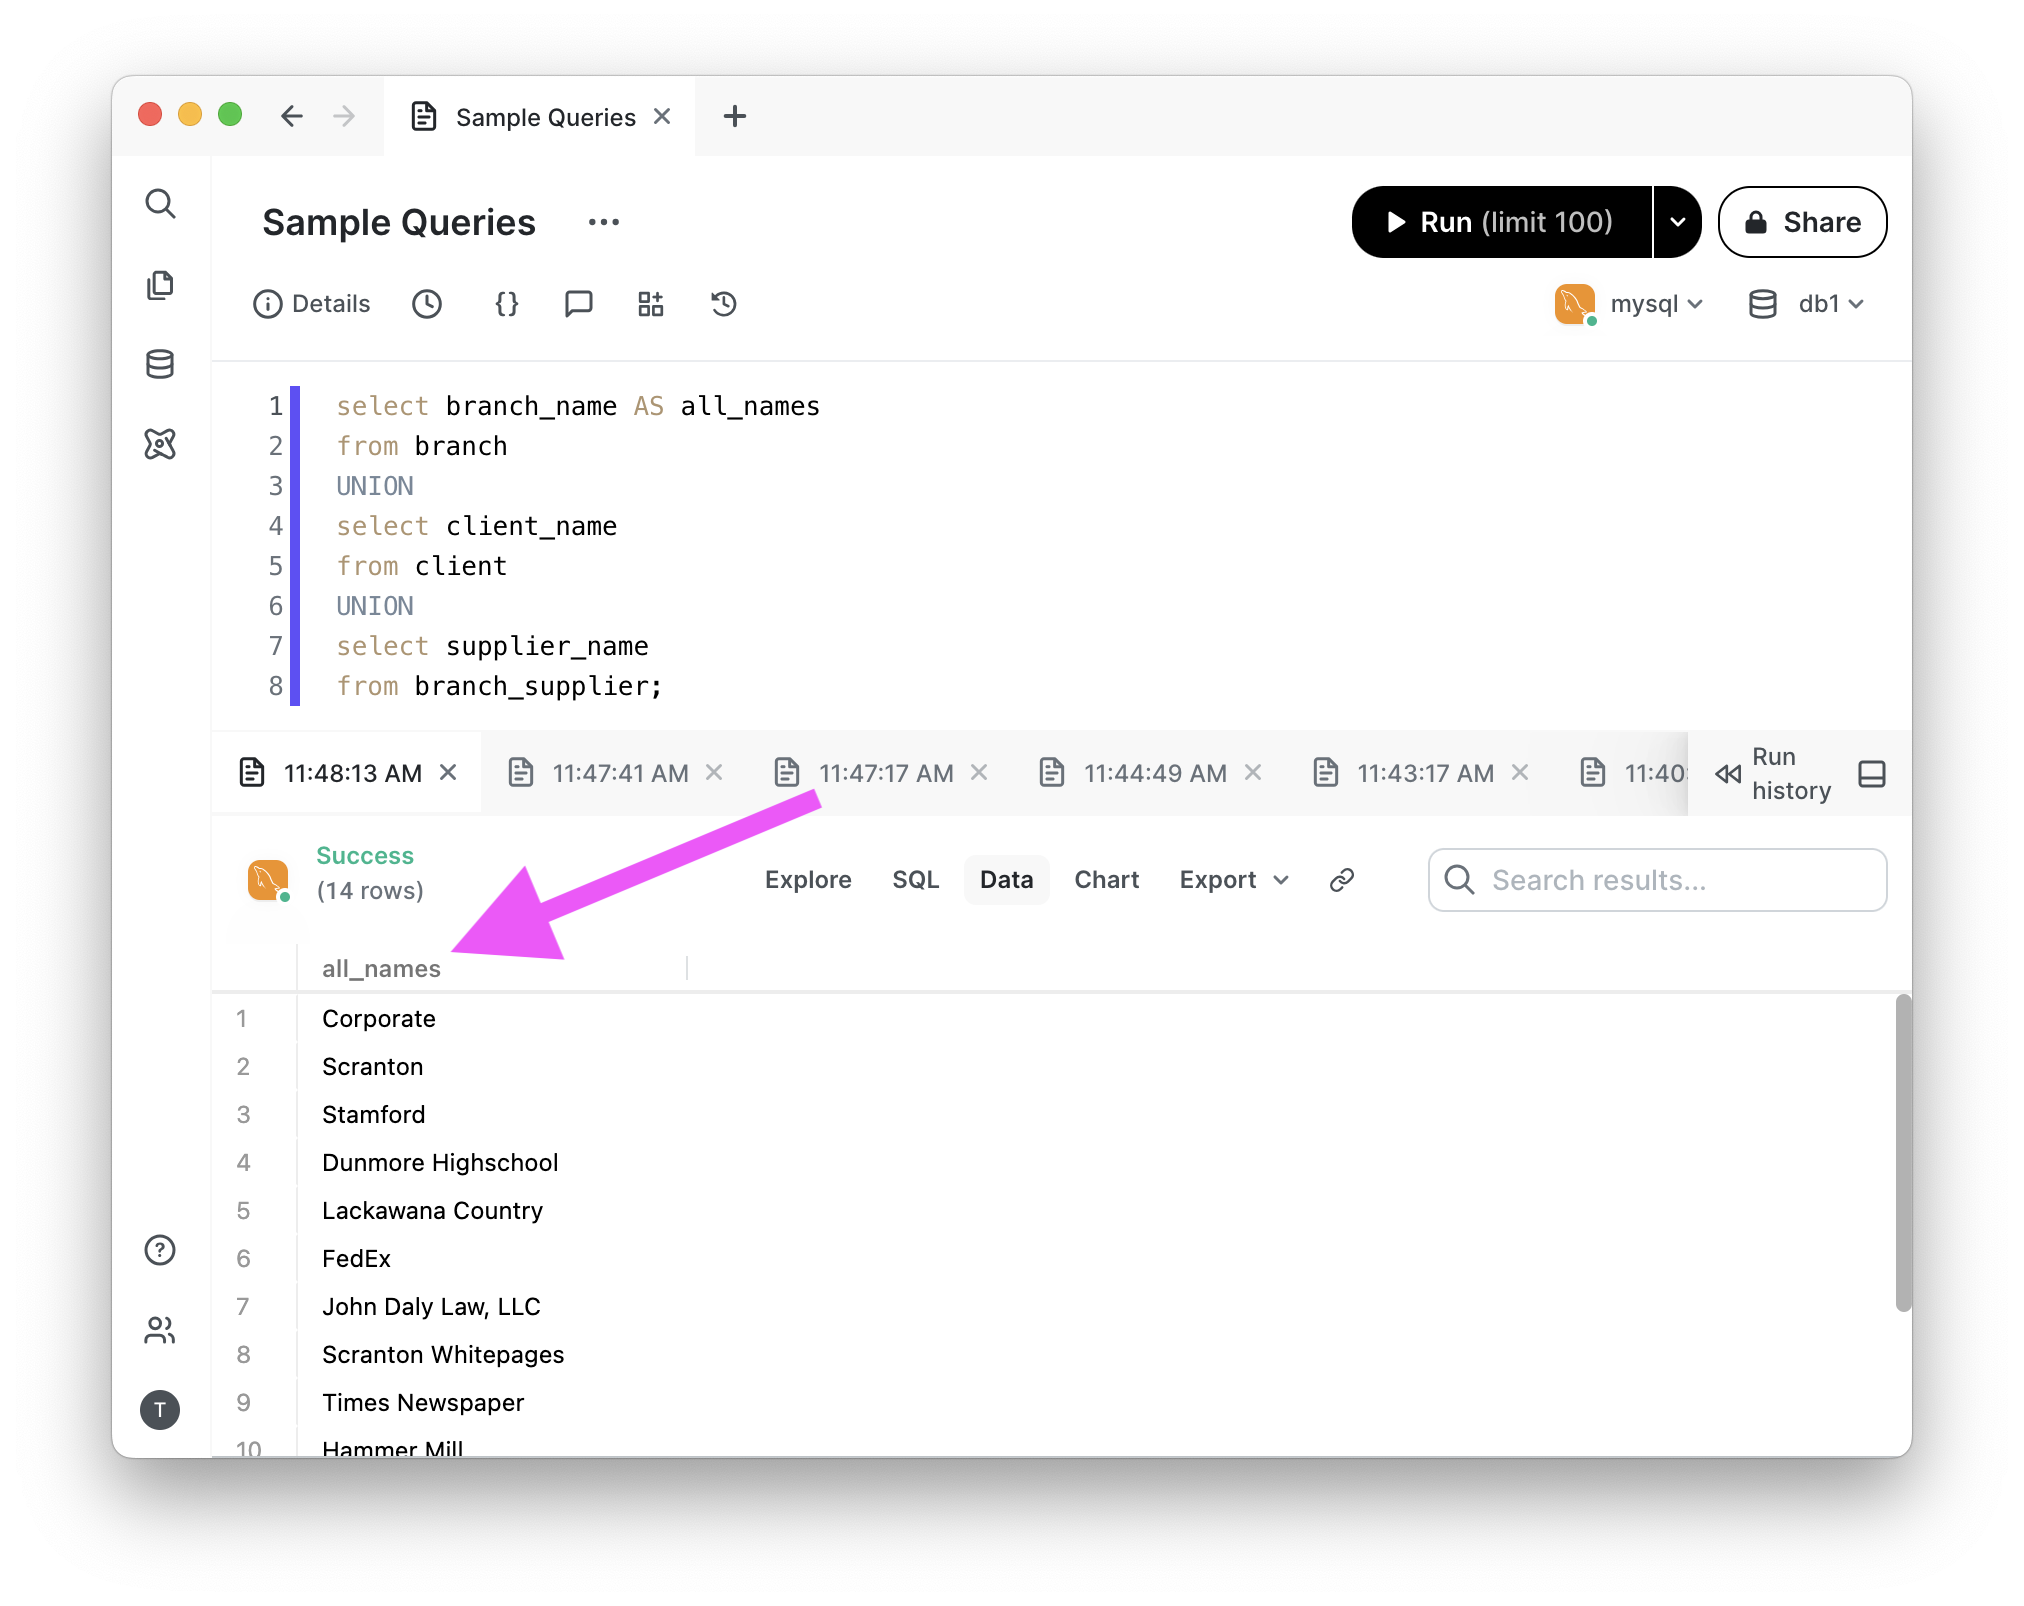 Sample Queries
Sample Queries
Run (limit 100)
Share
Details
mysql
db1
1 select branch_name AS all_names
2 from branch
3 UNION
4 select client_name
5 from client
6 UNION
7 select supplier_name
8 from branch_supplier;
11:48:13 AM
11:47:41 AM
11:47:17 AM
11:44:49 AM
11:43:17 AM
11:40:
Run
history
Success
(14 rows)
Explore
SQL
Data
Chart
Export
Search results...
all_names
1 Corporate
2 Scranton
3 Stamford
4 Dunmore Highschool
5 Lackawana Country
6 FedEx
7 John Daly Law, LLC
8 Scranton Whitepages
9 Times Newspaper
10 Hammer Mill
T